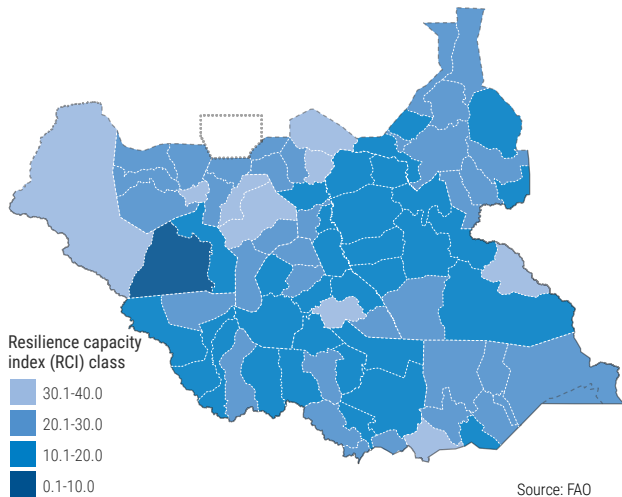 Resilience capacity
index (RCI) class
30.1-40.0
20.1-30.0
10.1-20.0
0.1-10.0
Source: FAO